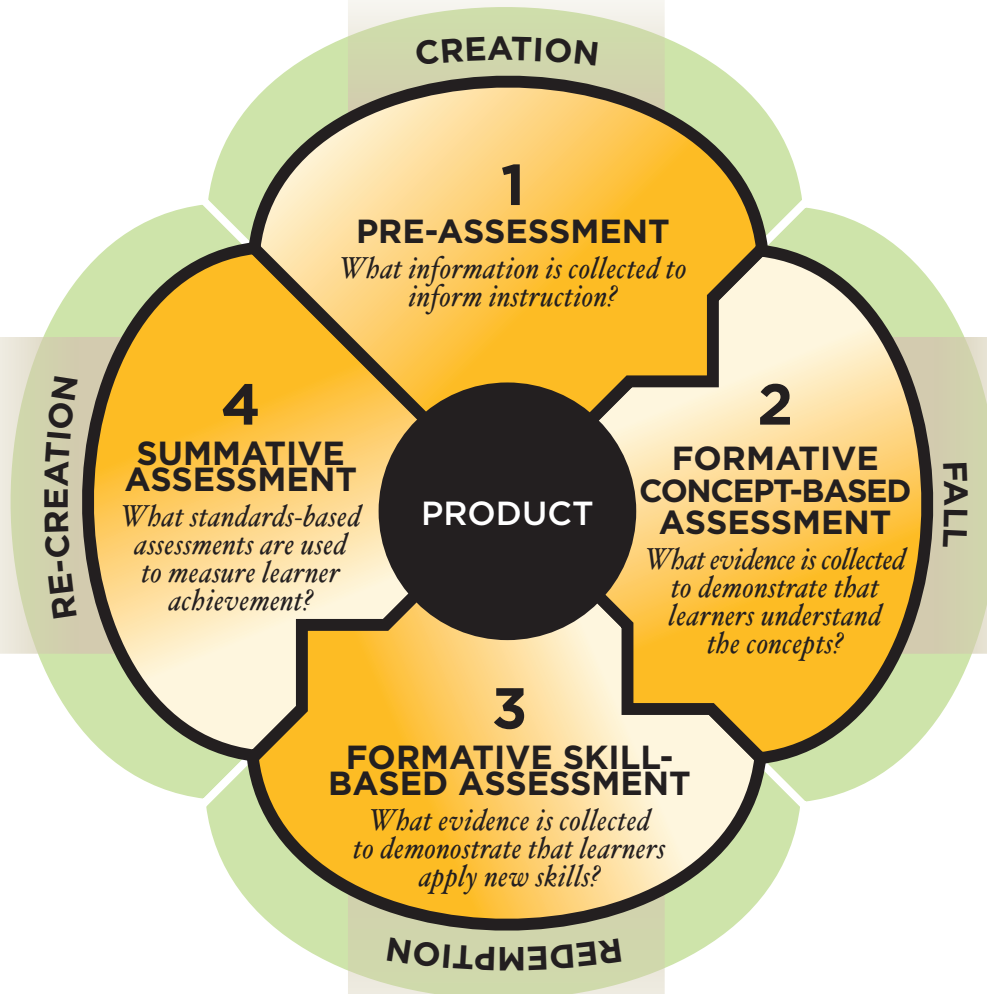 CREATION
1
PRE-ASSESSMENT
What information is collected to
inform instruction?
2
FORMATIVE
CONCEPT-BASED
ASSESSMENT
What evidence is collected
to demonstrate that
learners understand
the concepts?
FALL
3
FORMATIVE SKILL-
BASED ASSESSMENT
What evidence is collected
to demonostrate that learners
apply new skills?
REDEMPTION
4
SUMMATIVE
ASSESSMENT
What standards-based
assessments are used
to measure learner
achievement?
RE-CREATION
PRODUCT